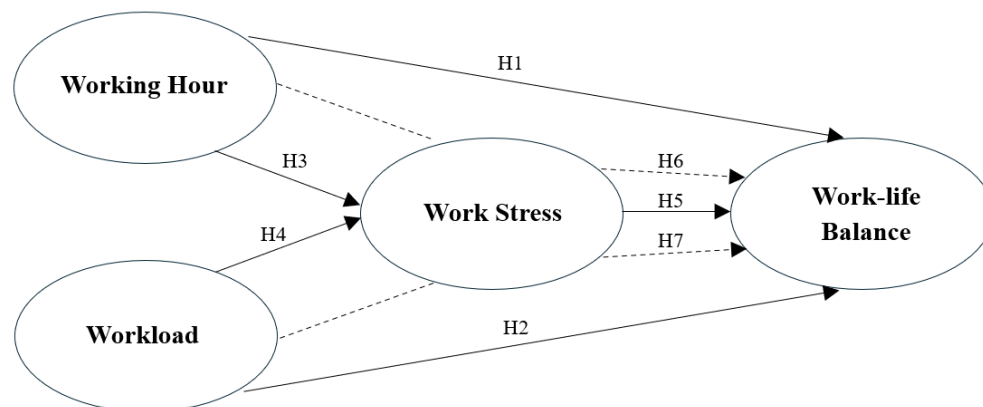 H1
Working Hour
H3
H6
Work Stress
H5
Work-life
Balance
H4
H7
Workload
H2